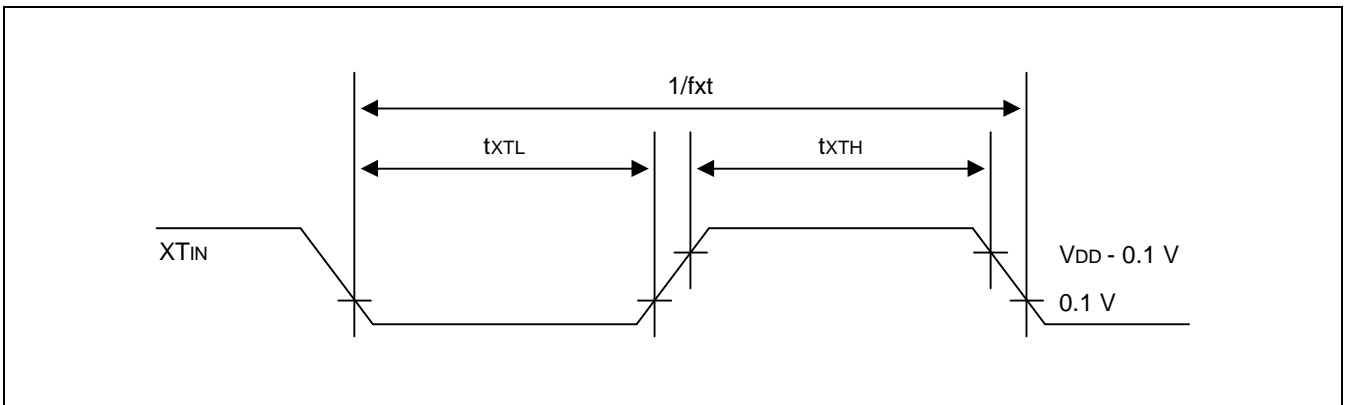 1/fxt
tXTL
tXTH
XTIN
VDD - 0.1 V
0.1 V